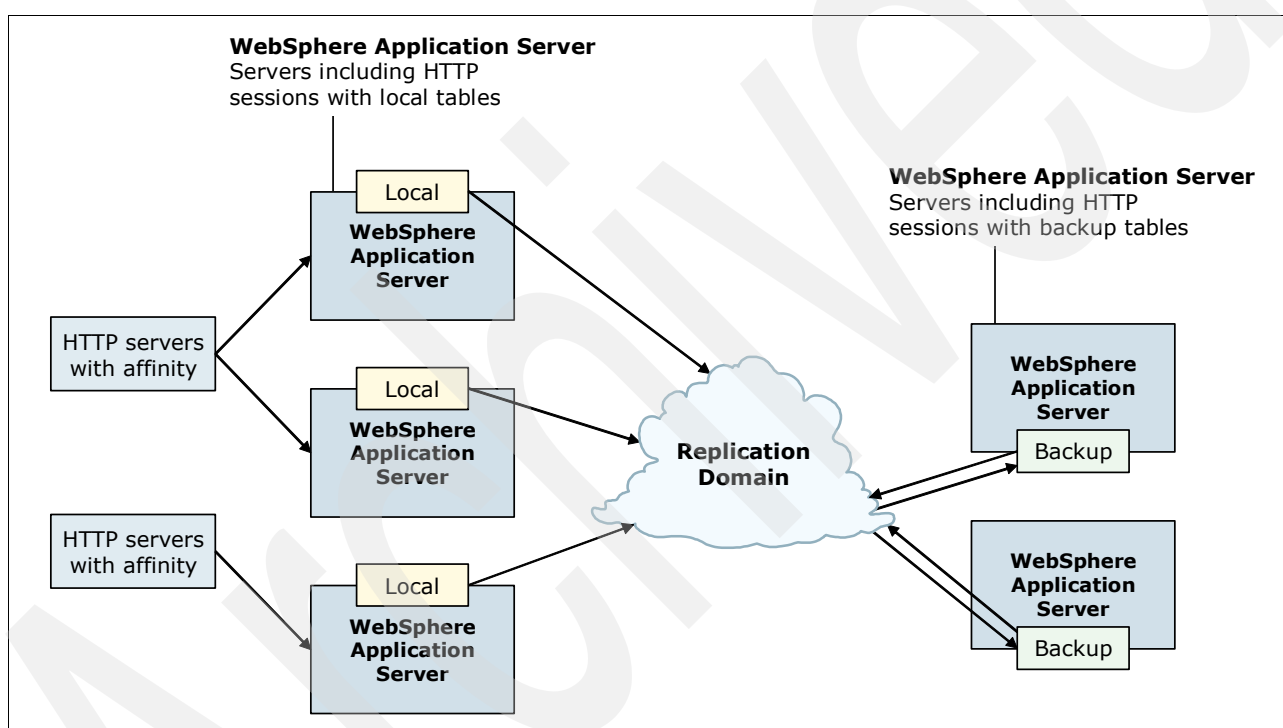 WebSphere Application Server
Servers including HTTP
sessions with local tables
WebSphere Application Server
Servers including HTTP
sessions with backup tables
Local
WebSphere
Application
Server
HTTP servers
with affinity
Local
WebSphere
Application
Server
HTTP servers
with affinity
Local
WebSphere
Application
Server
Replication
Domain
WebSphere
Application
Server
Backup
WebSphere
Application
Server
Backup
Archived